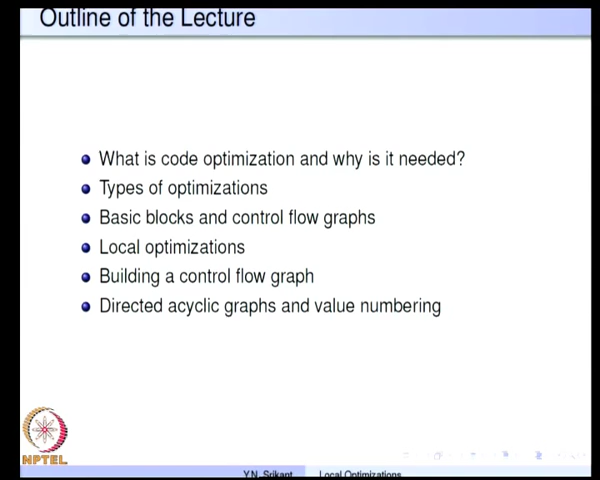 Outline of the Lecture
What is code optimization and why is it needed?
Types of optimizations
Basic blocks and control flow graphs
Local optimizations
Building a control flow graph
Directed acyclic graphs and value numbering
NPTEL
Y.N. Srikant Local Optimizations